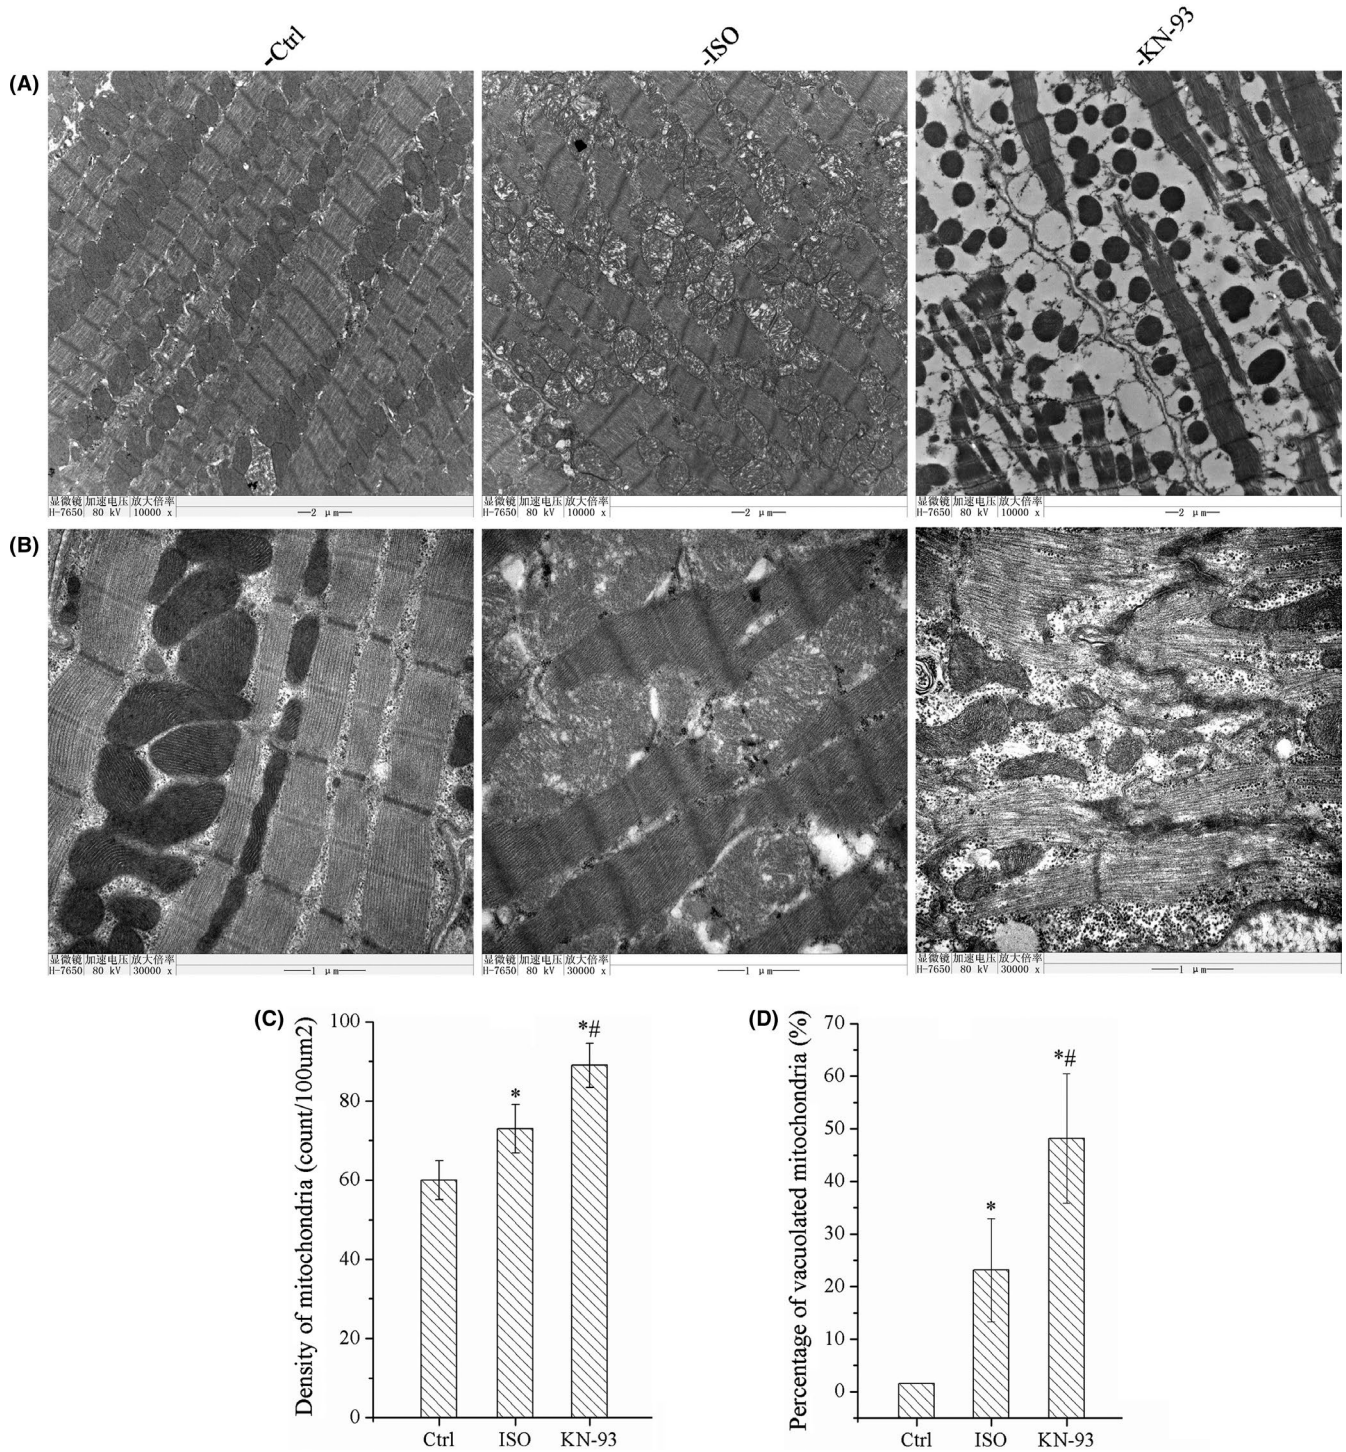 -Ctrl
-ISO
-KN-93
(A)
显微镜 加速电压 放大倍率
H-7650 80 kV 10000 x 2 μm
显微镜 加速电压 放大倍率
H-7650 80 kV 10000 x 2 μm
显微镜 加速电压 放大倍率
H-7650 80 kV 10000 x 2 μm
(B)
显微镜 加速电压 放大倍率
H-7650 80 kV 30000 x 1 μm
显微镜 加速电压 放大倍率
H-7650 80 kV 30000 x 1 μm
显微镜 加速电压 放大倍率
H-7650 80 kV 30000 x 1 μm
(C)
Density of mitochondria (count/100um2)
100
80
60
40
20
0
*
*#
Ctrl ISO KN-93
(D)
Percentage of vacuolated mitochondria (%)
70
60
50
40
30
20
10
0
*
*#
Ctrl ISO KN-93